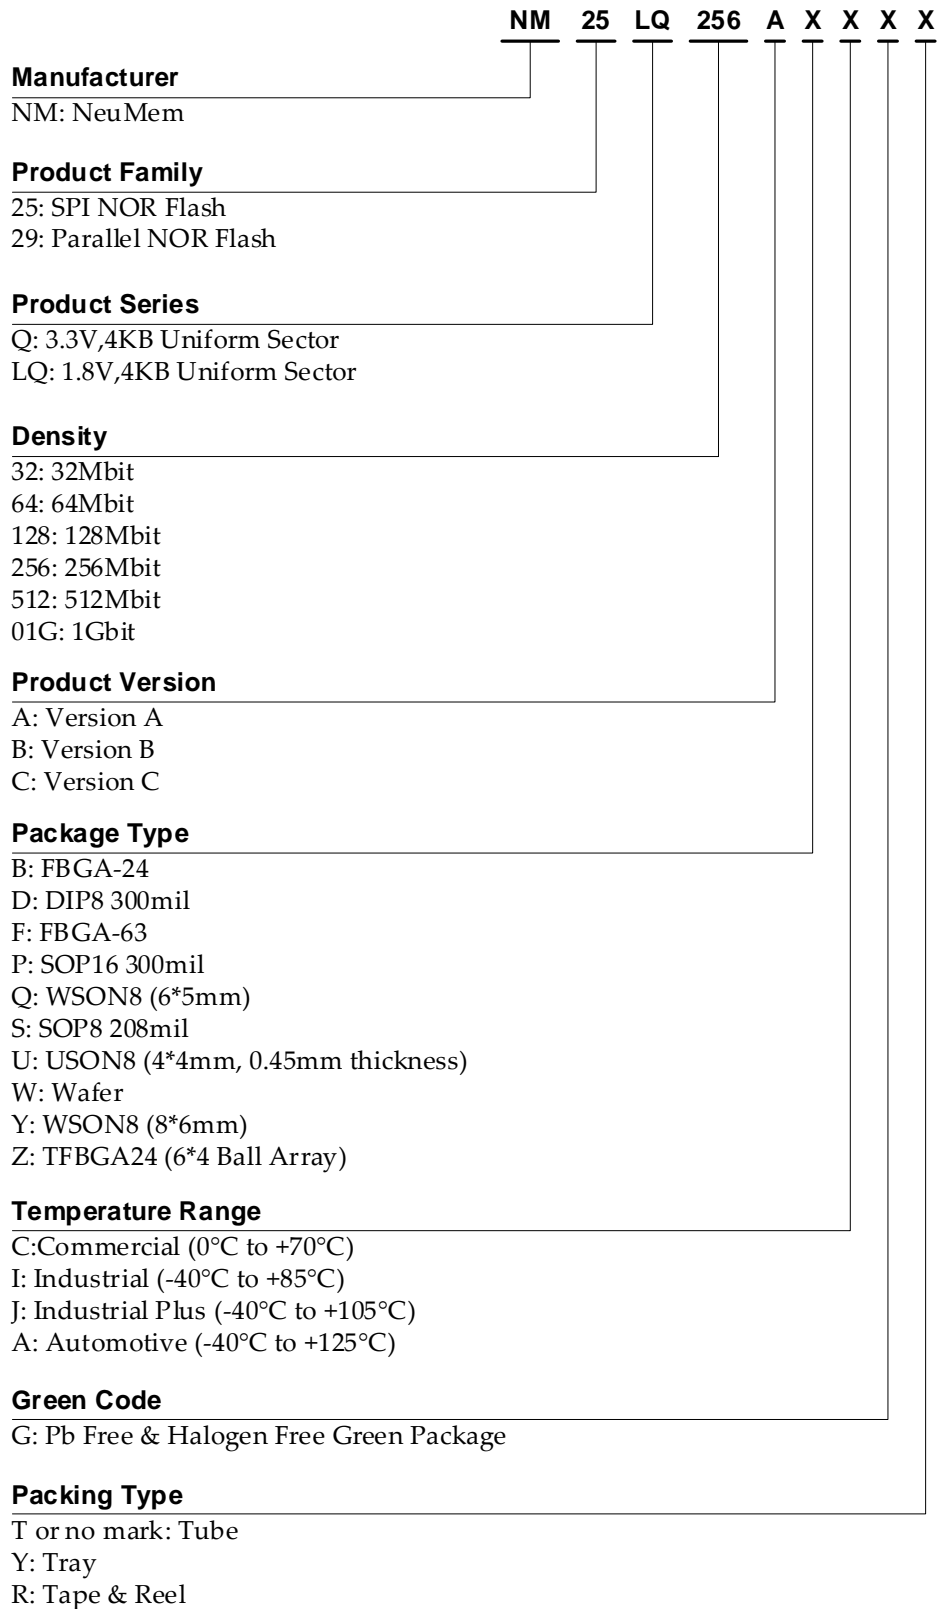 NM 25 LQ 256 A X X X X
Manufacturer
NM: NeuMem
Product Family
25: SPI NOR Flash
29: Parallel NOR Flash
Product Series
Q: 3.3V,4KB Uniform Sector
LQ: 1.8V,4KB Uniform Sector
Density
32: 32Mbit
64: 64Mbit
128: 128Mbit
256: 256Mbit
512: 512Mbit
01G: 1Gbit
Product Version
A: Version A
B: Version B
C: Version C
Package Type
B: FBGA-24
D: DIP8 300mil
F: FBGA-63
P: SOP16 300mil
Q: WSON8 (6*5mm)
S: SOP8 208mil
U: USON8 (4*4mm, 0.45mm thickness)
W: Wafer
Y: WSON8 (8*6mm)
Z: TFBGA24 (6*4 Ball Array)
Temperature Range
C:Commercial (0°C to +70°C)
I: Industrial (-40°C to +85°C)
J: Industrial Plus (-40°C to +105°C)
A: Automotive (-40°C to +125°C)
Green Code
G: Pb Free & Halogen Free Green Package
Packing Type
T or no mark: Tube
Y: Tray
R: Tape & Reel